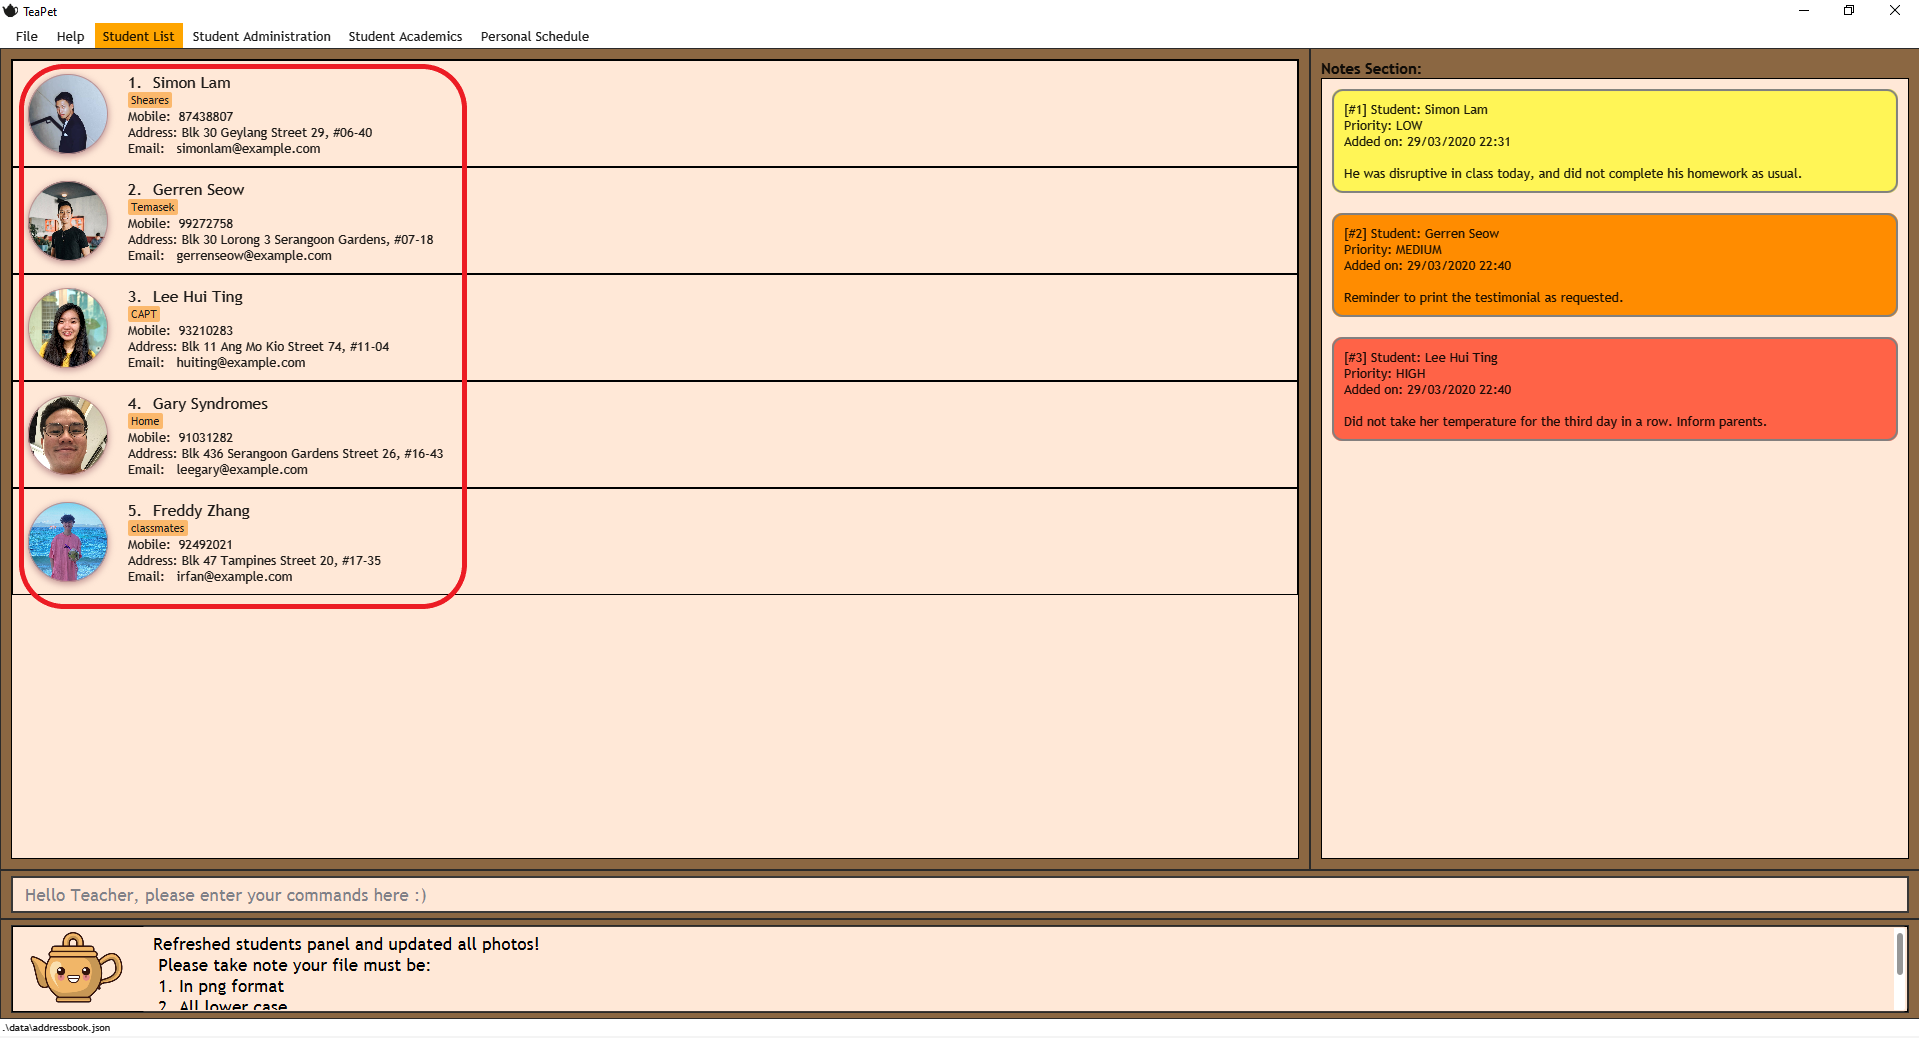 TeaPet
File Help Student List Student Administration Student Academics Personal Schedule
1. Simon Lam
Sheares
Mobile: 87438807
Address: Blk 30 Geylang Street 29, #06-40
Email: simonlam@example.com
2. Gerren Seow
Temasek
Mobile: 99272758
Address: Blk 30 Lorong 3 Serangoon Gardens, #07-18
Email: gerrenseow@example.com
3. Lee Hui Ting
CAPT
Mobile: 93210283
Address: Blk 11 Ang Mo Kio Street 74, #11-04
Email: huiting@example.com
4. Gary Syndromes
Home
Mobile: 91031282
Address: Blk 436 Serangoon Gardens Street 26, #16-43
Email: leegary@example.com
5. Freddy Zhang
classmates
Mobile: 92492021
Address: Blk 47 Tampines Street 20, #17-35
Email: irfan@example.com
Notes Section:
[#1] Student: Simon Lam
Priority: LOW
Added on: 29/03/2020 22:31
He was disruptive in class today, and did not complete his homework as usual.
[#2] Student: Gerren Seow
Priority: MEDIUM
Added on: 29/03/2020 22:40
Reminder to print the testimonial as requested.
[#3] Student: Lee Hui Ting
Priority: HIGH
Added on: 29/03/2020 22:40
Did not take her temperature for the third day in a row. Inform parents.
Hello Teacher, please enter your commands here :)
Refreshed students panel and updated all photos!
Please take note your file must be:
1. In png format
2. All lower case
.\data\addressbook.json